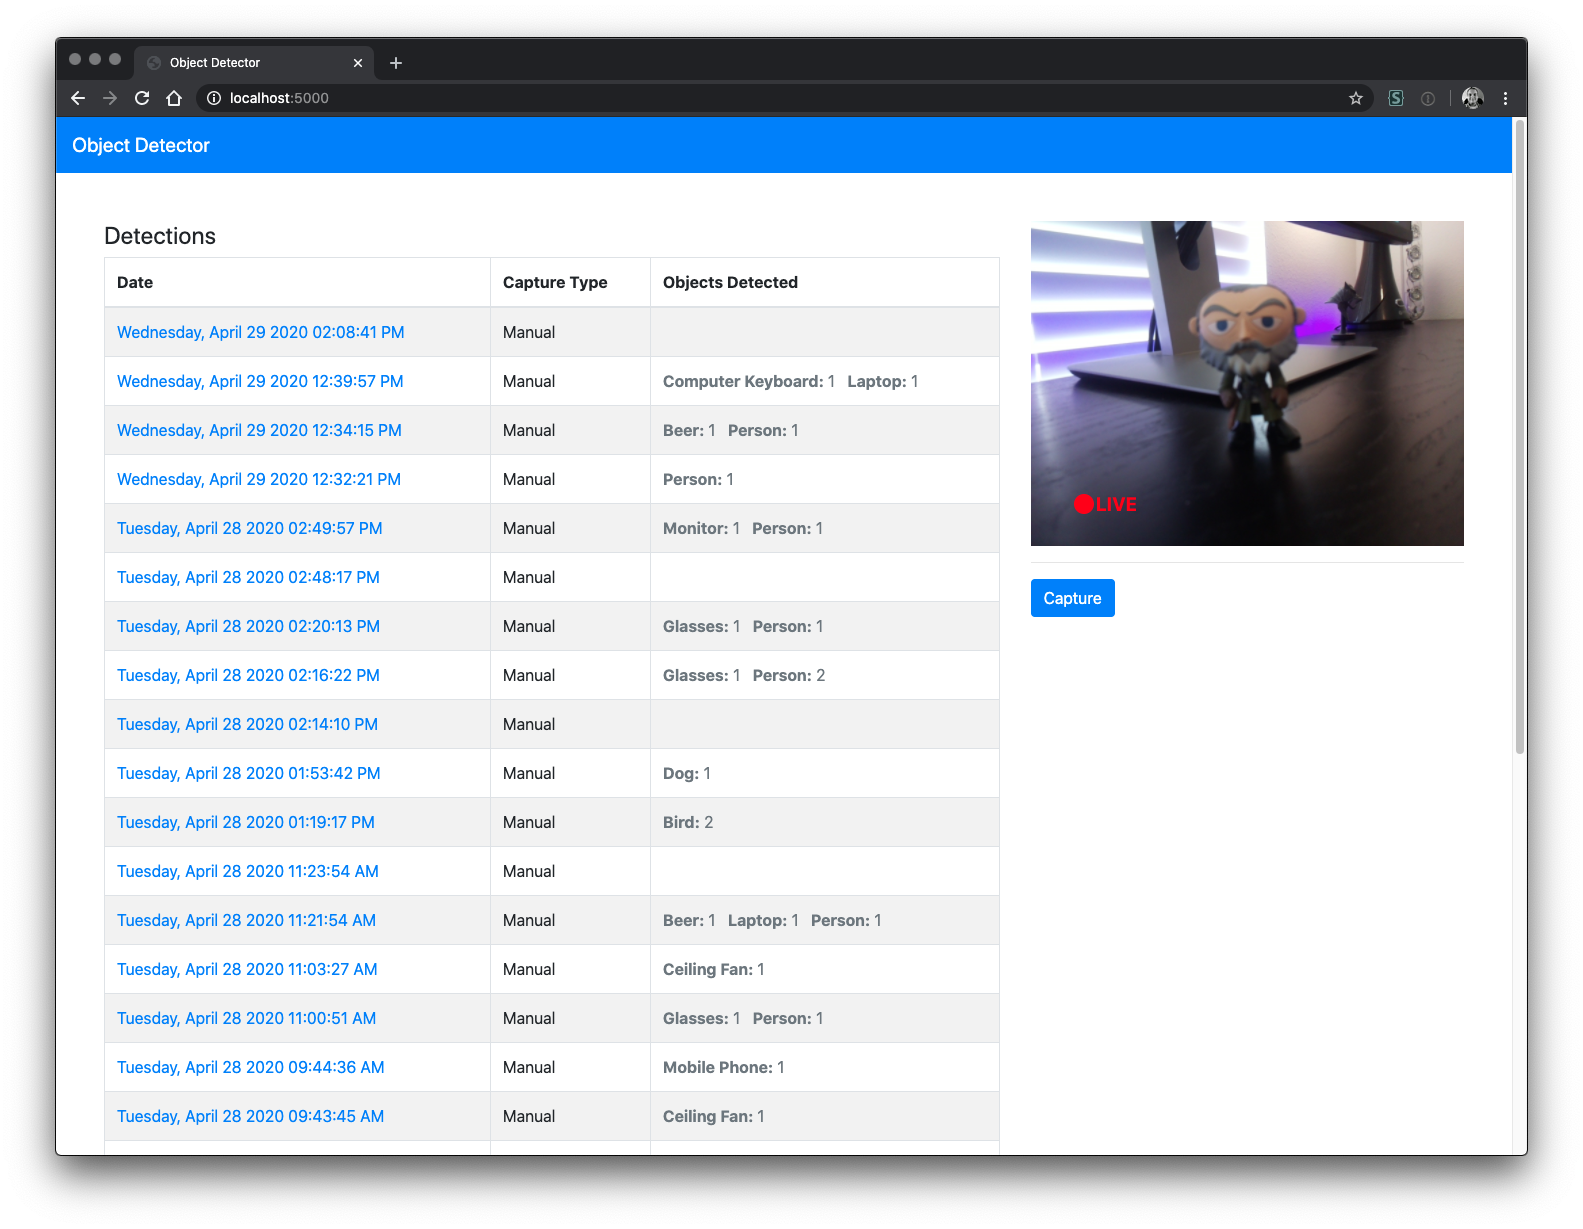 Object Detector
localhost:5000
Object Detector
Detections
Date Capture Type Objects Detected
Wednesday, April 29 2020 02:08:41 PM Manual
Wednesday, April 29 2020 12:39:57 PM Manual Computer Keyboard: 1 Laptop: 1
Wednesday, April 29 2020 12:34:15 PM Manual Beer: 1 Person: 1
Wednesday, April 29 2020 12:32:21 PM Manual Person: 1
Tuesday, April 28 2020 02:49:57 PM Manual Monitor: 1 Person: 1
Tuesday, April 28 2020 02:48:17 PM Manual
Tuesday, April 28 2020 02:20:13 PM Manual Glasses: 1 Person: 1
Tuesday, April 28 2020 02:16:22 PM Manual Glasses: 1 Person: 2
Tuesday, April 28 2020 02:14:10 PM Manual
Tuesday, April 28 2020 01:53:42 PM Manual Dog: 1
Tuesday, April 28 2020 01:19:17 PM Manual Bird: 2
Tuesday, April 28 2020 11:23:54 AM Manual
Tuesday, April 28 2020 11:21:54 AM Manual Beer: 1 Laptop: 1 Person: 1
Tuesday, April 28 2020 11:03:27 AM Manual Ceiling Fan: 1
Tuesday, April 28 2020 11:00:51 AM Manual Glasses: 1 Person: 1
Tuesday, April 28 2020 09:44:36 AM Manual Mobile Phone: 1
Tuesday, April 28 2020 09:43:45 AM Manual Ceiling Fan: 1
LIVE
Capture